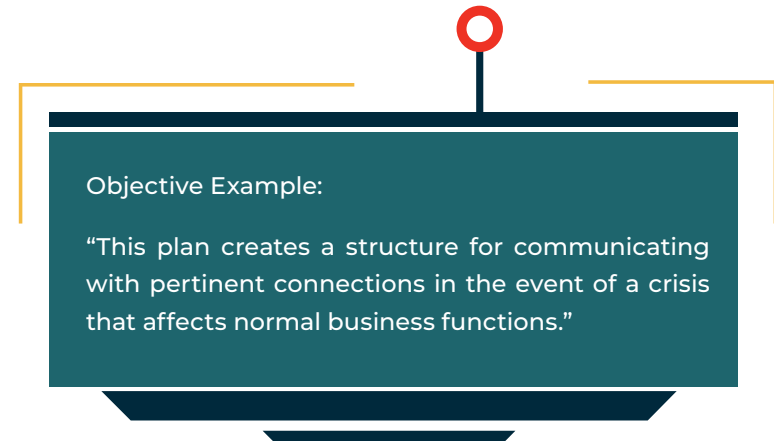 Objective Example:
“This plan creates a structure for communicating
with pertinent connections in the event of a crisis
that affects normal business functions.”